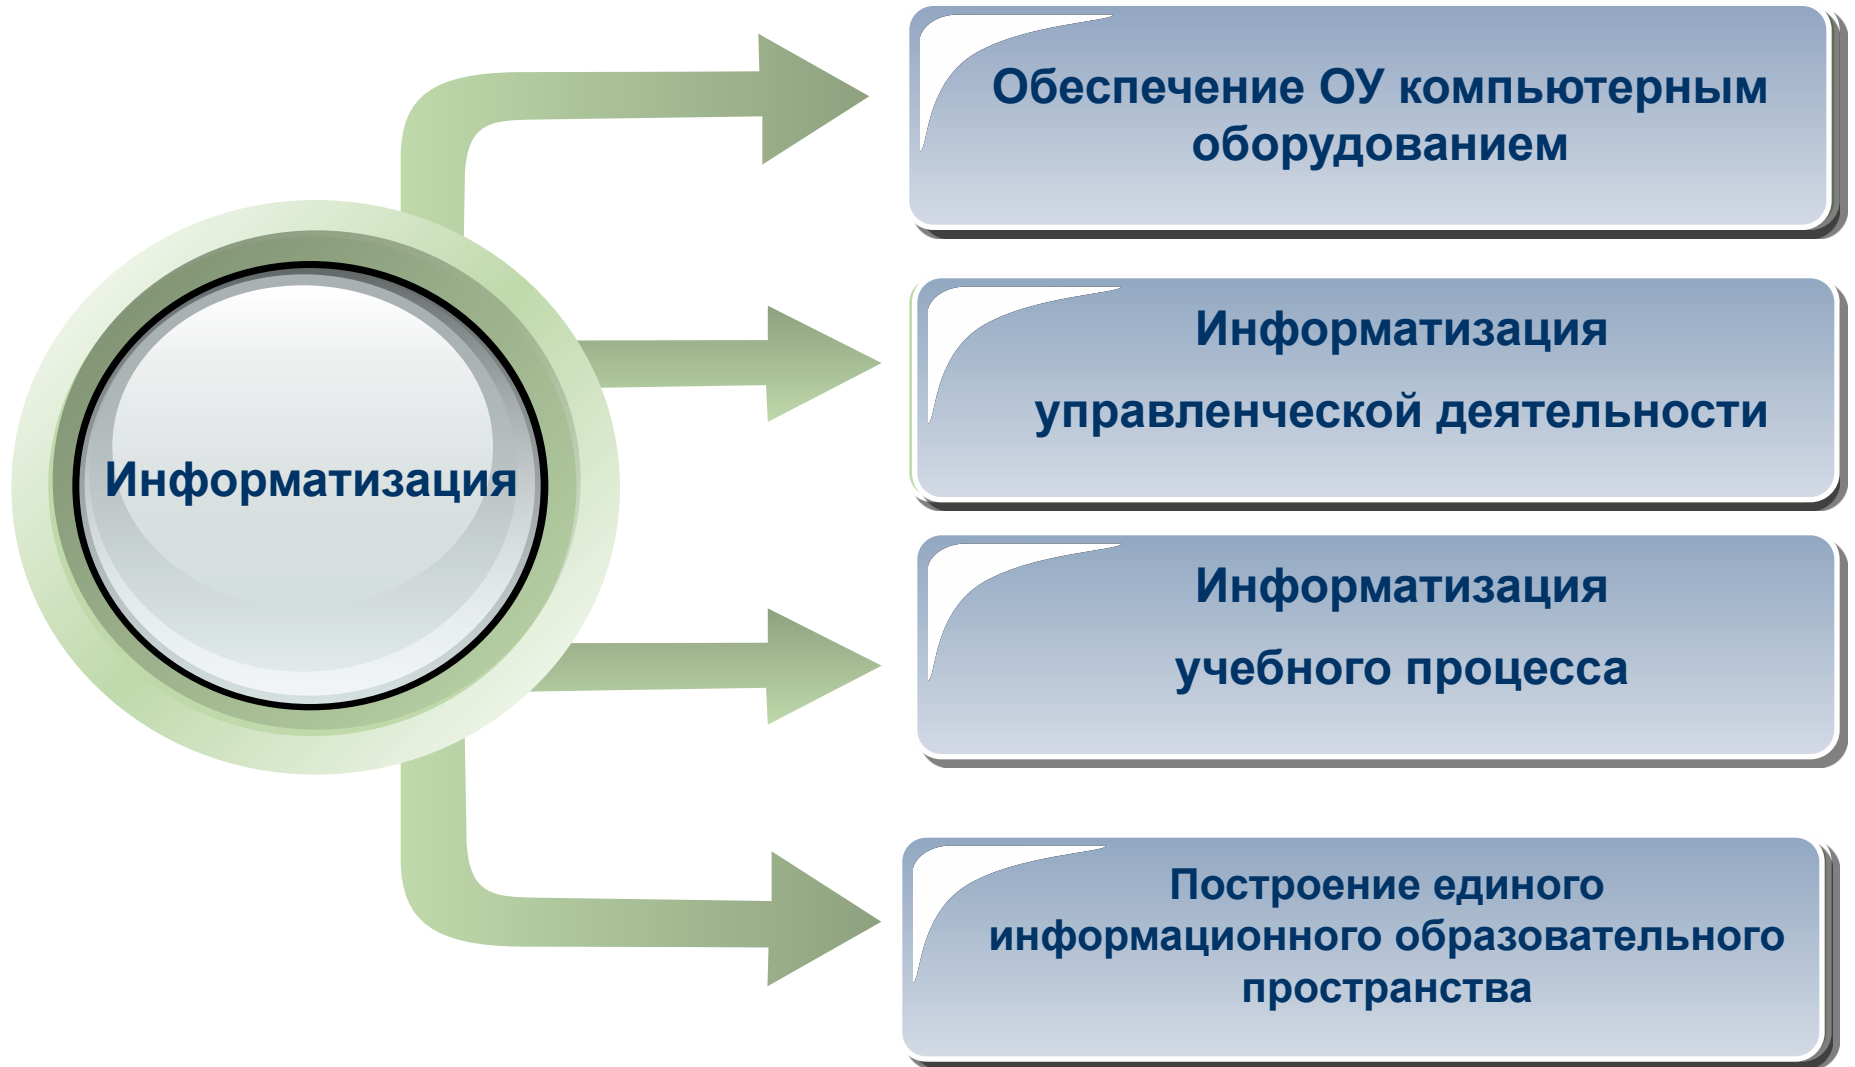 Обеспечение ОУ компьютерным
оборудованием
Информатизация
управленческой деятельности
Информатизация
Информатизация
учебного процесса
Построение единого
информационного образовательного
пространства